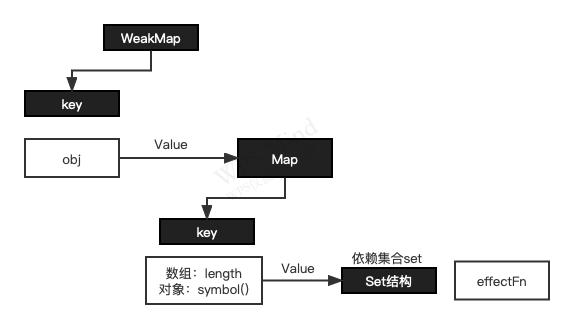 WeakMap
key
obj
Value
Map
key
数组：length
对象：symbol()
Value
依赖集合set
Set结构
effectFn